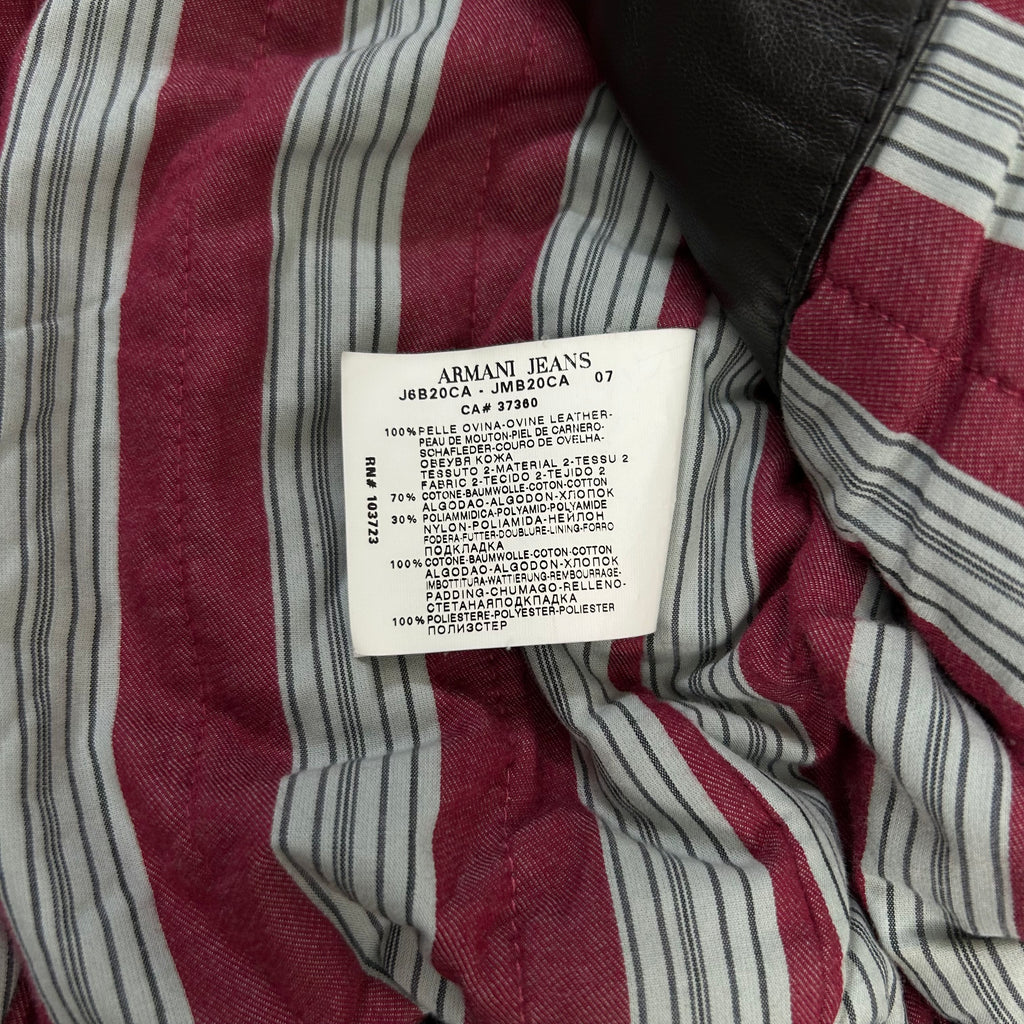 ARMANI JEANS
J6B20CA - JMB20CA 07
CA# 37360
100% PELLE OVINA-OVINE LEATHER-
PEAU DE MOUTON-PIEL DE CARNERO-
SCHAFLEDER-COURO DE OVELHA-
ОВЕУВЯ КОЖА
TESSUTO 2-MATERIAL 2-TESSU 2
FABRIC 2-TECIDO 2-TEJIDO 2
70% COTONE-BAUMWOLLE-COTON-COTTON
ALGODAO-ALGODON-ХЛОПОК
30% POLIAMMIDICA-POLYAMID-POLYAMIDE
NYLON-POLIAMIDA-НЕЙЛОН
FODERA-FUTTER-DOUBLURE-LINING-FORRO
ПОДКЛАДКА
100% COTONE-BAUMWOLLE-COTON-COTTON
ALGODAO-ALGODON-ХЛОПОК
IMBOTTITURA-WATTIERUNG-REMBOURRAGE-
PADDING-CHUMAGO-RELLENO-
СТЕТАНАЯПОДКЛАДКА
100% POLIESTERE-POLYESTER-POLIESTER
ПОЛИЭСТЕР
RN# 103723